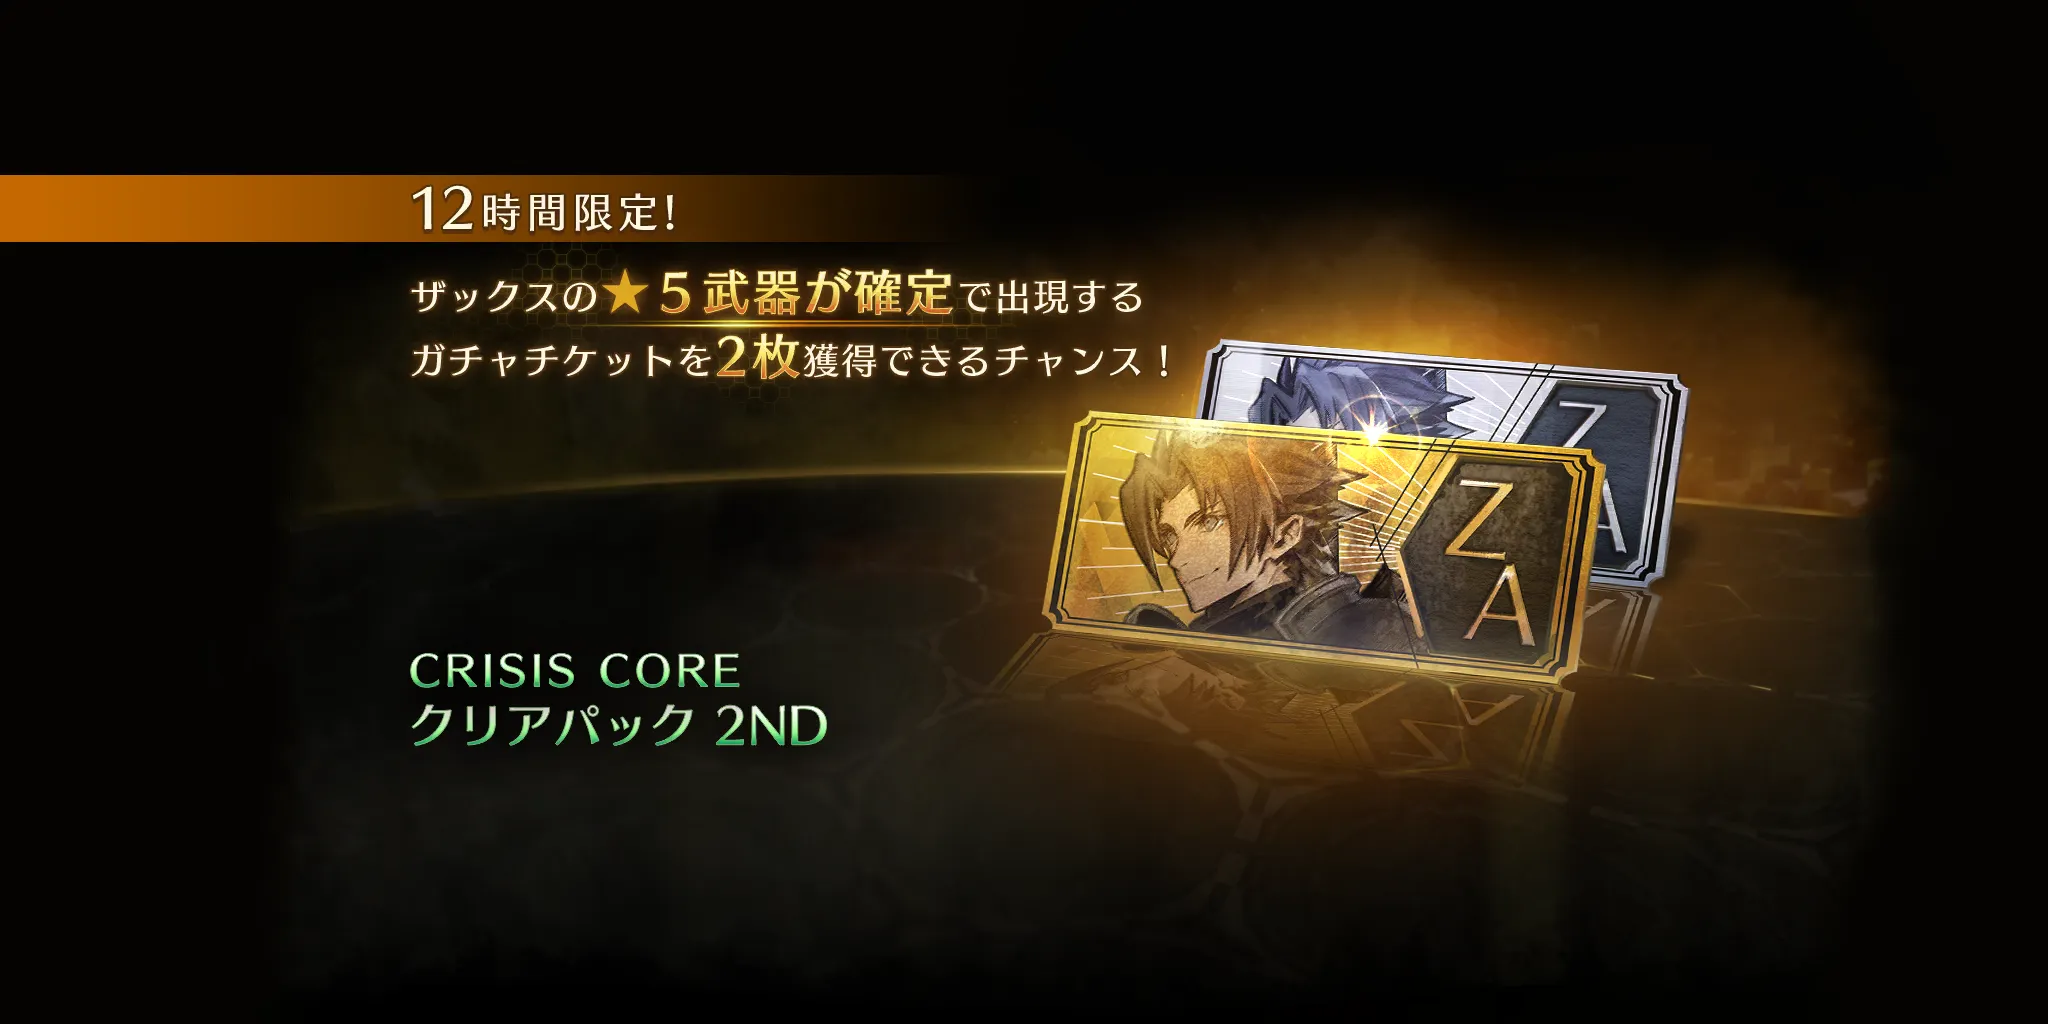 12時間限定!
ザックスの★5武器が確定で出現する
ガチャチケットを2枚獲得できるチャンス！
Z
A
Z
A
CRISIS CORE
クリアパック 2ND